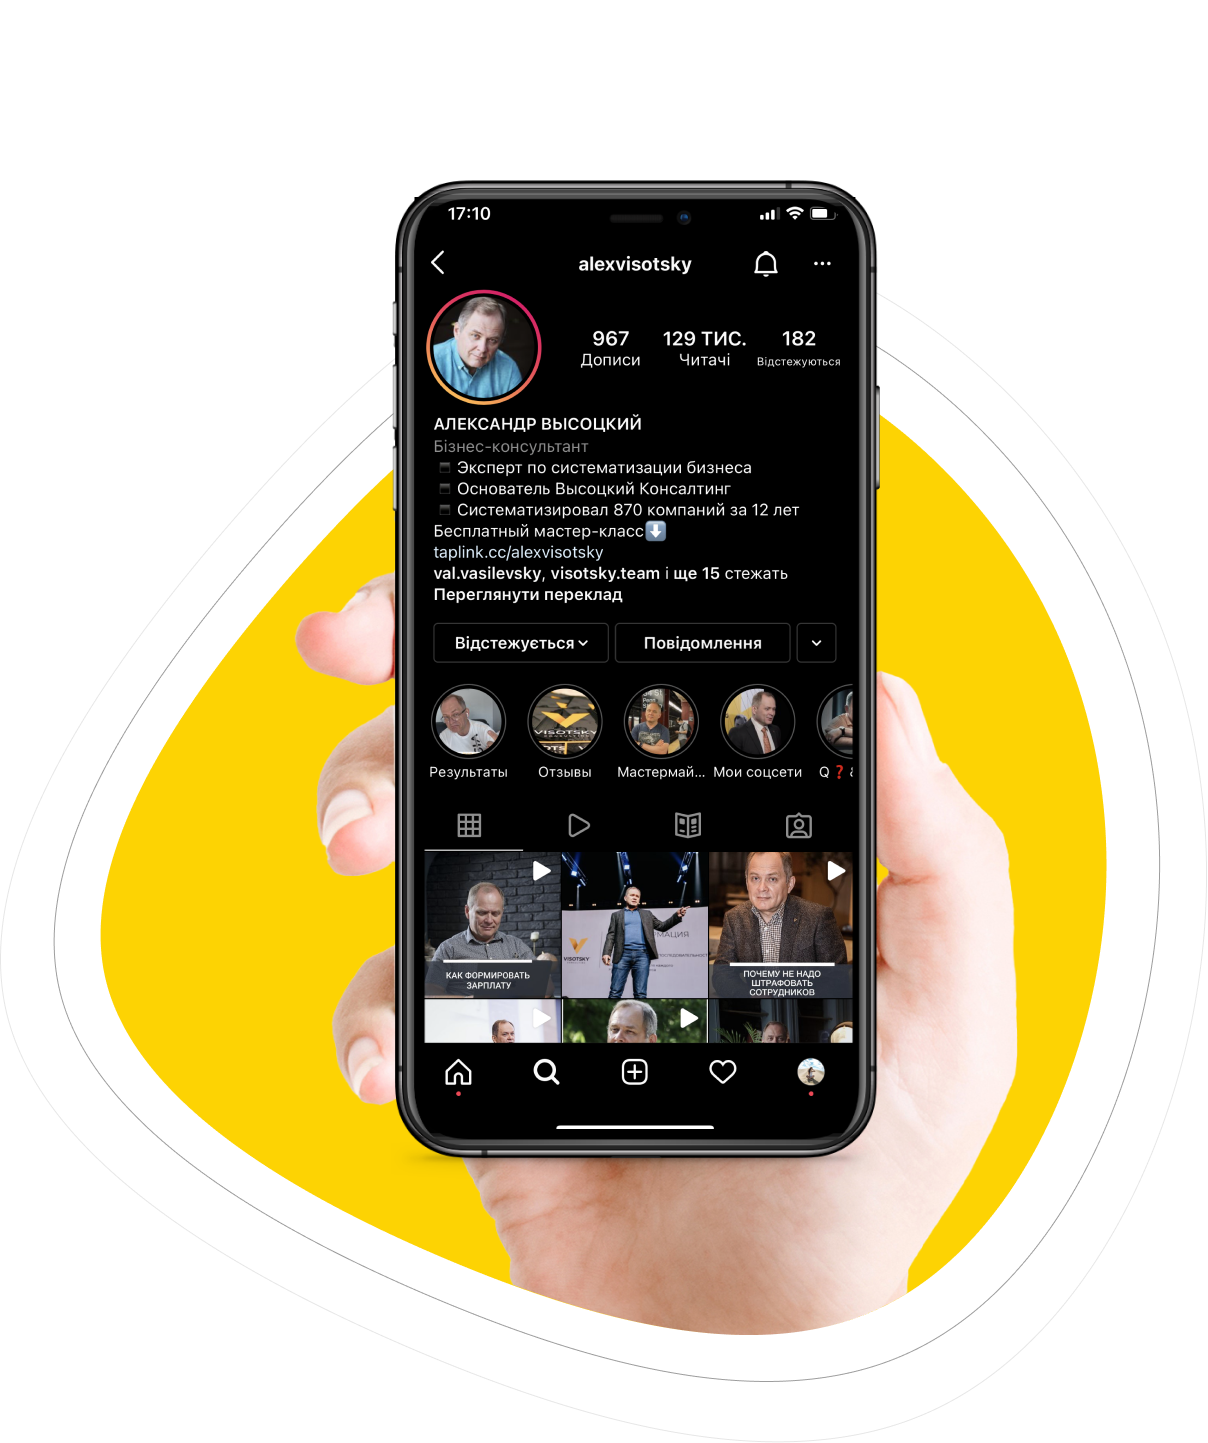 17:10
alexvisotsky
967
129 ТИС.
182
Дописи
Читачі
Відстежуються
АЛЕКСАНДР ВЫСОЦКИЙ
Бізнес-консультант
Эксперт по систематизации бизнеса
Основатель Высоцкий Консалтинг
Систематизировал 870 компаний за 12 лет
Бесплатный мастер-класс
taplink.cc/alexvisotsky
val.vasilevsky, visotsky.team і ще 15 стежать
Переглянути переклад
Відстежується
Повідомлення
VISOTSKY
Результаты
Отзывы
Мастермай...
Мои соцсети
Q ❓ &
КАК ФОРМИРОВАТЬ
ЗАРПЛАТУ
VISOTSKY
ПОЧЕМУ НЕ НАДО
ШТРАФОВАТЬ
СОТРУДНИКОВ